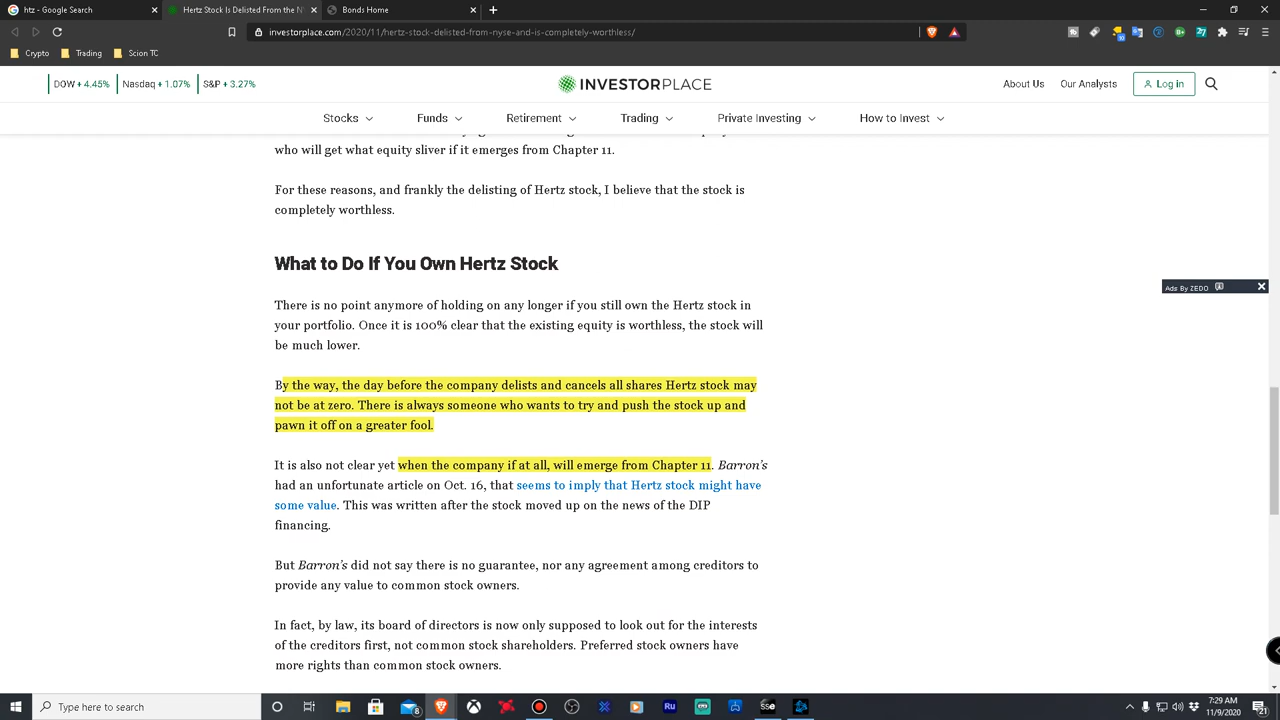 htz - Google Search
Hertz Stock Is Delisted From the N
Bonds Home
investorplace.com/2020/11/hertz-stock-delisted-from-nyse-and-is-completely-worthless/
Crypto
Trading
Scion TC
DOW + 4.45%
Nasdaq + 1.07%
S&P + 3.27%
INVESTORPLACE
About Us
Our Analysts
Log in
Stocks
Funds
Retirement
Trading
Private Investing
How to Invest
who will get what equity sliver if it emerges from Chapter 11.
For these reasons, and frankly the delisting of Hertz stock, I believe that the stock is
completely worthless.
What to Do If You Own Hertz Stock
There is no point anymore of holding on any longer if you still own the Hertz stock in
your portfolio. Once it is 100% clear that the existing equity is worthless, the stock will
be much lower.
By the way, the day before the company delists and cancels all shares Hertz stock may
not be at zero. There is always someone who wants to try and push the stock up and
pawn it off on a greater fool.
It is also not clear yet when the company if at all, will emerge from Chapter 11. Barron's
had an unfortunate article on Oct. 16, that seems to imply that Hertz stock might have
some value. This was written after the stock moved up on the news of the DIP
financing.
But Barron's did not say there is no guarantee, nor any agreement among creditors to
provide any value to common stock owners.
In fact, by law, its board of directors is now only supposed to look out for the interests
of the creditors first, not common stock shareholders. Preferred stock owners have
more rights than common stock owners.
Ads By ZEDO
Type here to search
8
Ru
SSE
7:29 AM
11/9/2020
21